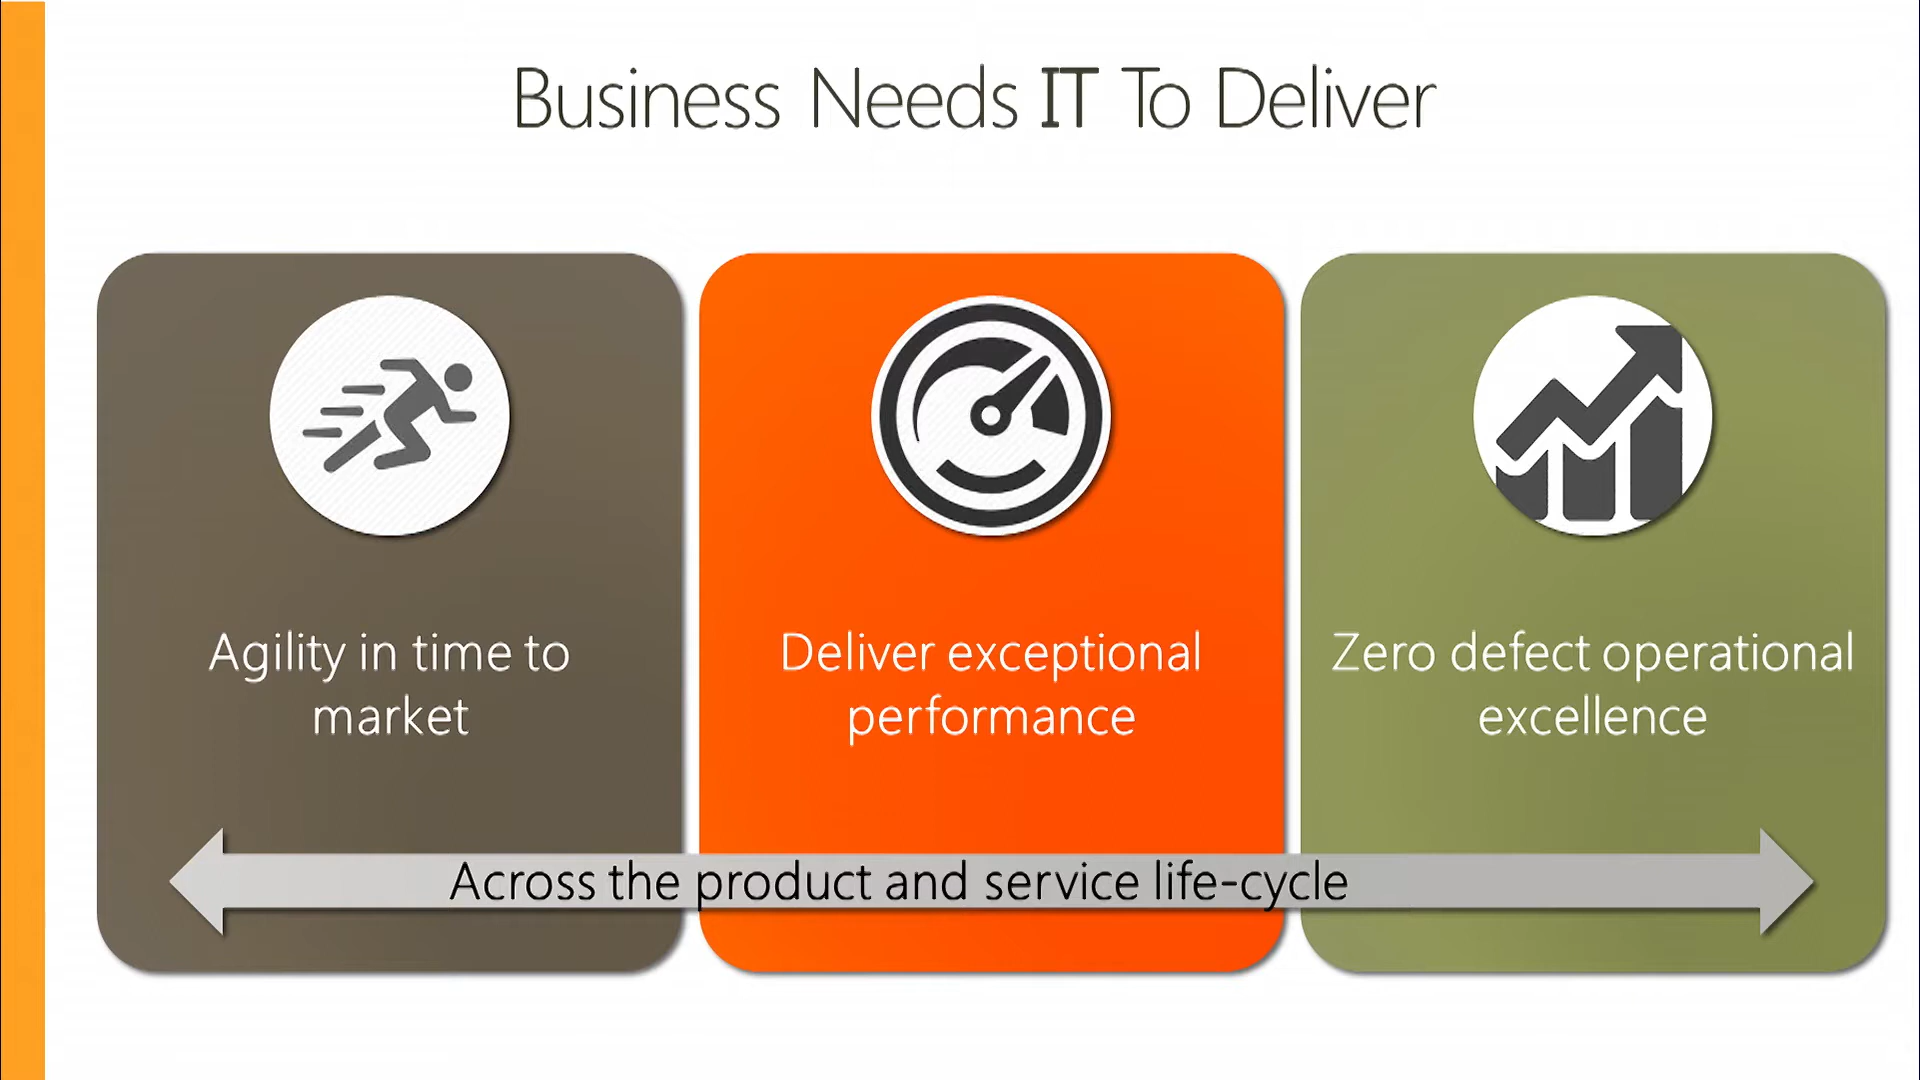 Business Needs IT To Deliver
Agility in time to
market
Deliver exceptional
performance
Zero defect operational
excellence
Across the product and service life-cycle